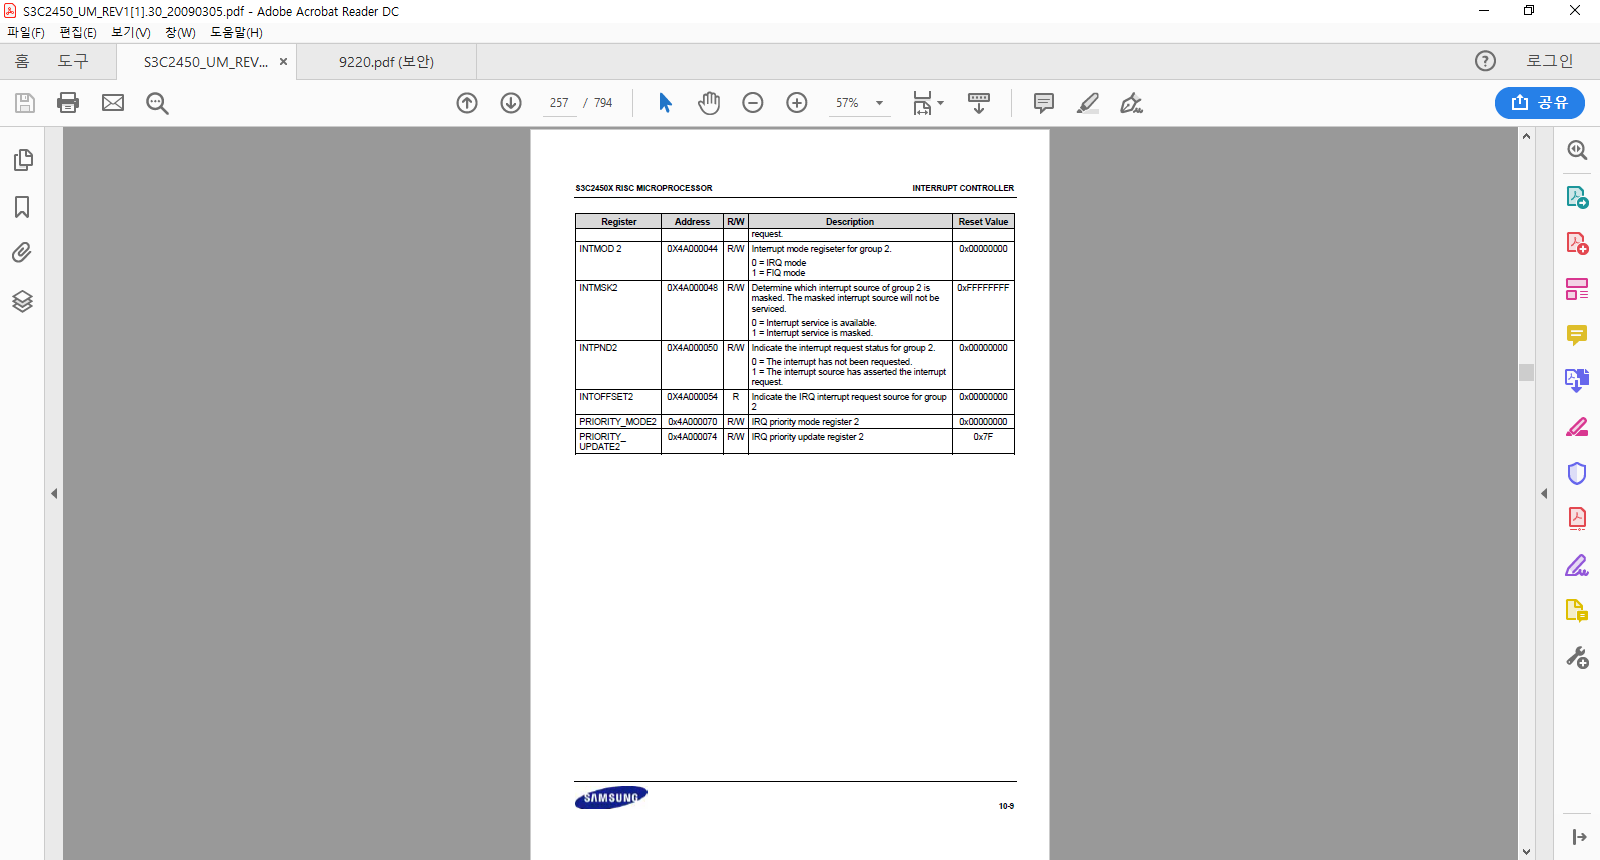 S3C2450_UM_REV1[1].30_20090305.pdf - Adobe Acrobat Reader DC
파일(F) 편집(E) 보기(V) 창(W) 도움말(H)
홈 도구 S3C2450_UM_REV... × 9220.pdf (보안) 로그인
257 / 794 57% 공유
S3C2450X RISC MICROPROCESSOR INTERRUPT CONTROLLER
Register Address R/W Description Reset Value
request.
INTMOD 2 0X4A000044 R/W Interrupt mode regiseter for group 2. 0x00000000
0 = IRQ mode
1 = FIQ mode
INTMSK2 0X4A000048 R/W Determine which interrupt source of group 2 is 0xFFFFFFFF
masked. The masked interrupt source will not be
serviced.
0 = Interrupt service is available.
1 = Interrupt service is masked.
INTPND2 0X4A000050 R/W Indicate the interrupt request status for group 2. 0x00000000
0 = The interrupt has not been requested.
1 = The interrupt source has asserted the interrupt
request.
INTOFFSET2 0X4A000054 R Indicate the IRQ interrupt request source for group 0x00000000
2
PRIORITY_MODE2 0x4A000070 R/W IRQ priority mode register 2 0x00000000
PRIORITY_ 0x4A000074 R/W IRQ priority update register 2 0x7F
UPDATE2
SAMSUNG
10-9